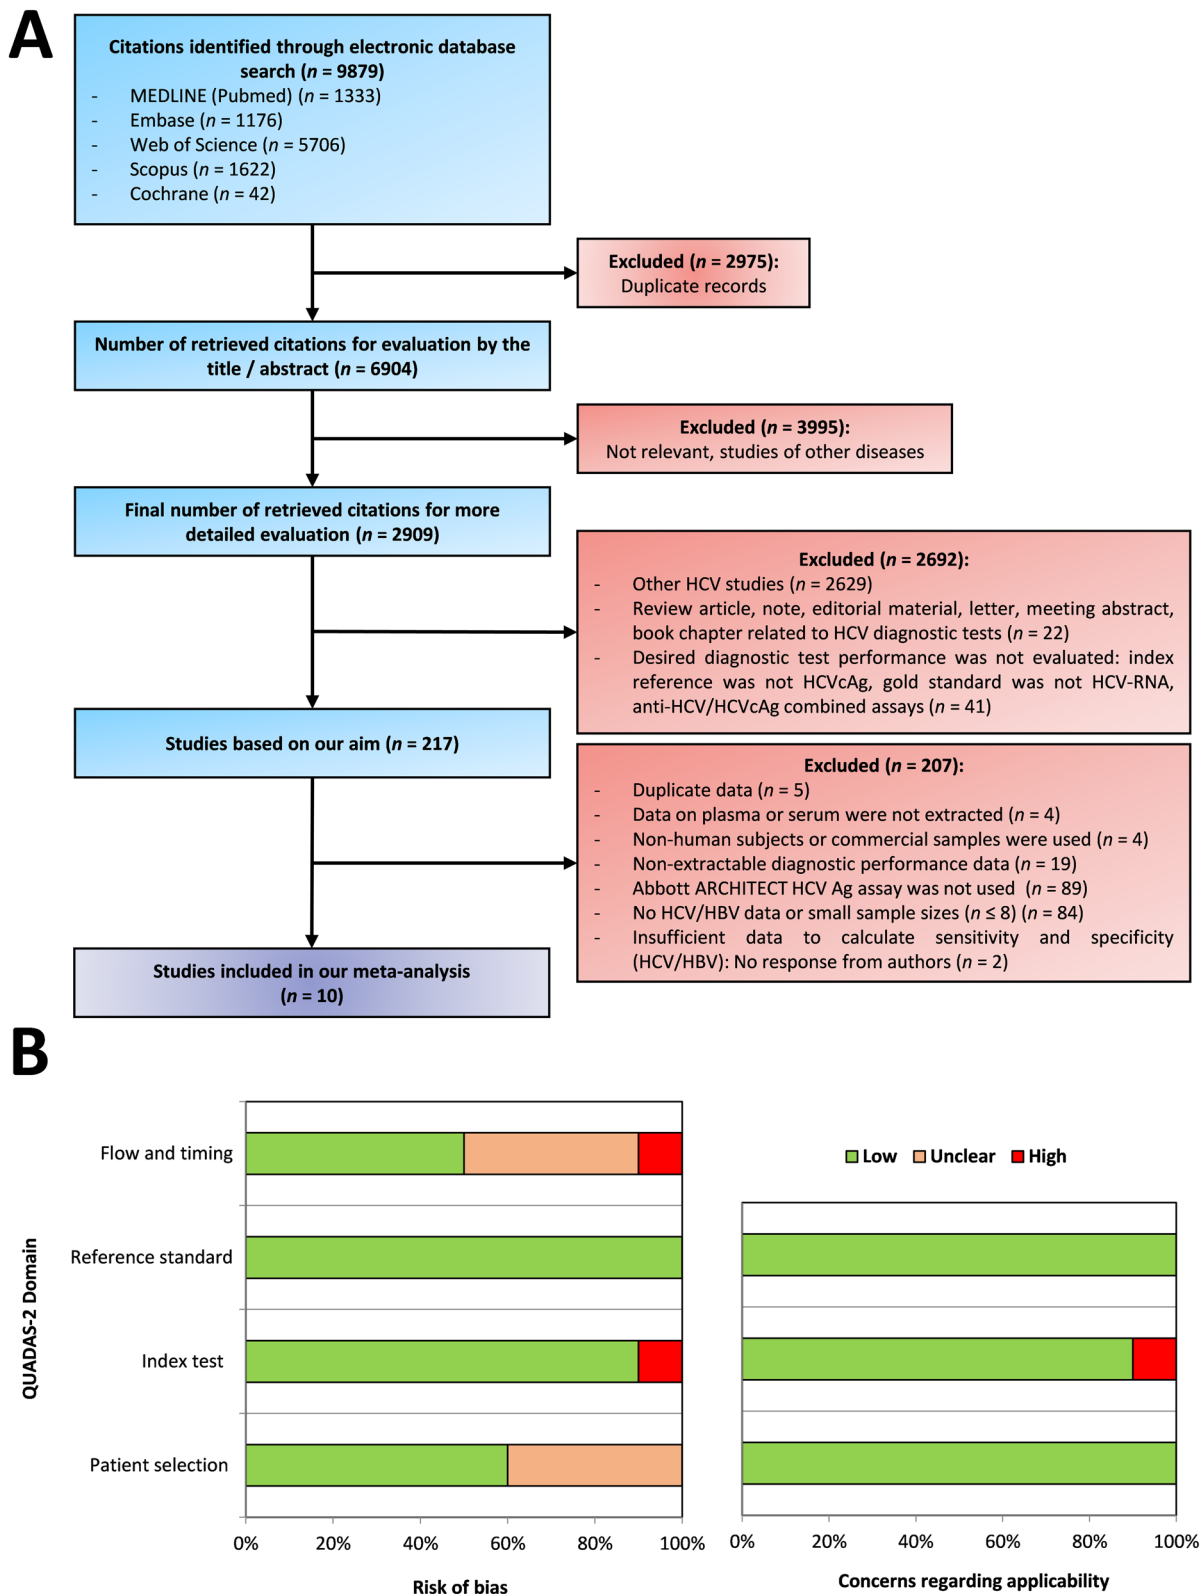 A
Citations identified through electronic database
search (n = 9879)
- MEDLINE (Pubmed) (n = 1333)
- Embase (n = 1176)
- Web of Science (n = 5706)
- Scopus (n = 1622)
- Cochrane (n = 42)
Excluded (n = 2975):
Duplicate records
Number of retrieved citations for evaluation by the
title / abstract (n = 6904)
Excluded (n = 3995):
Not relevant, studies of other diseases
Final number of retrieved citations for more
detailed evaluation (n = 2909)
Excluded (n = 2692):
- Other HCV studies (n = 2629)
- Review article, note, editorial material, letter, meeting abstract,
book chapter related to HCV diagnostic tests (n = 22)
- Desired diagnostic test performance was not evaluated: index
reference was not HCVcAg, gold standard was not HCV-RNA,
anti-HCV/HCVcAg combined assays (n = 41)
Studies based on our aim (n = 217)
Excluded (n = 207):
- Duplicate data (n = 5)
- Data on plasma or serum were not extracted (n = 4)
- Non-human subjects or commercial samples were used (n = 4)
- Non-extractable diagnostic performance data (n = 19)
- Abbott ARCHITECT HCV Ag assay was not used (n = 89)
- No HCV/HBV data or small sample sizes (n ≤ 8) (n = 84)
- Insufficient data to calculate sensitivity and specificity
(HCV/HBV): No response from authors (n = 2)
Studies included in our meta-analysis
(n = 10)
B
QUADAS-2 Domain
Flow and timing
Reference standard
Index test
Patient selection
0% 20% 40% 60% 80% 100%
Risk of bias
Low Unclear High
0% 20% 40% 60% 80% 100%
Concerns regarding applicability